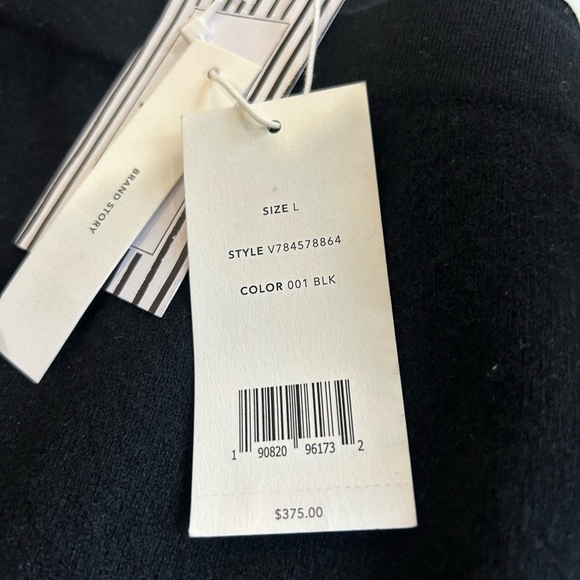 BRAND STORY
SIZE L
STYLE V784578864
COLOR 001 BLK
1 90820 96173 2
$375.00